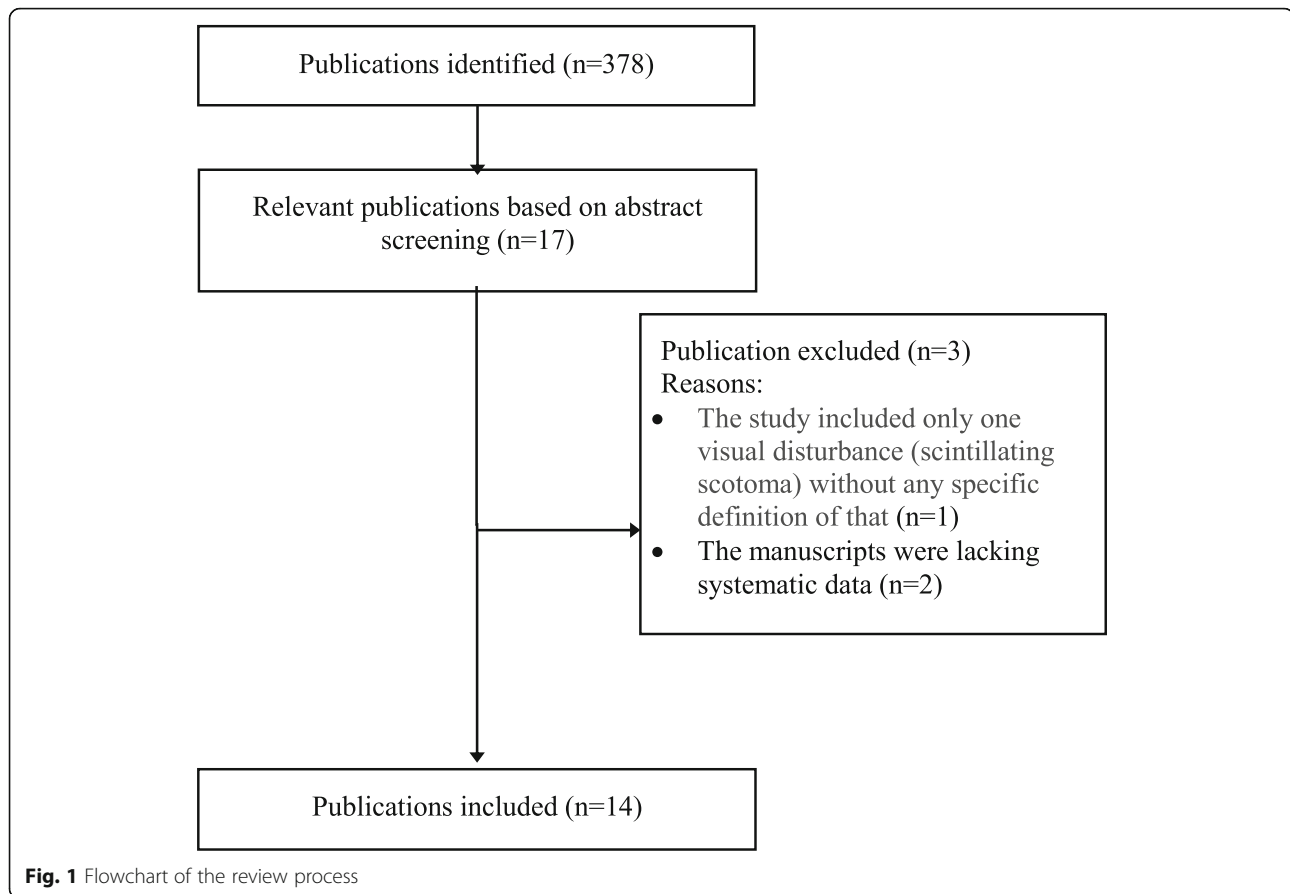 Publications identified (n=378)
Relevant publications based on abstract
screening (n=17)
Publication excluded (n=3)
Reasons:
• The study included only one
visual disturbance (scintillating
scotoma) without any specific
definition of that (n=1)
• The manuscripts were lacking
systematic data (n=2)
Publications included (n=14)
Fig. 1 Flowchart of the review process